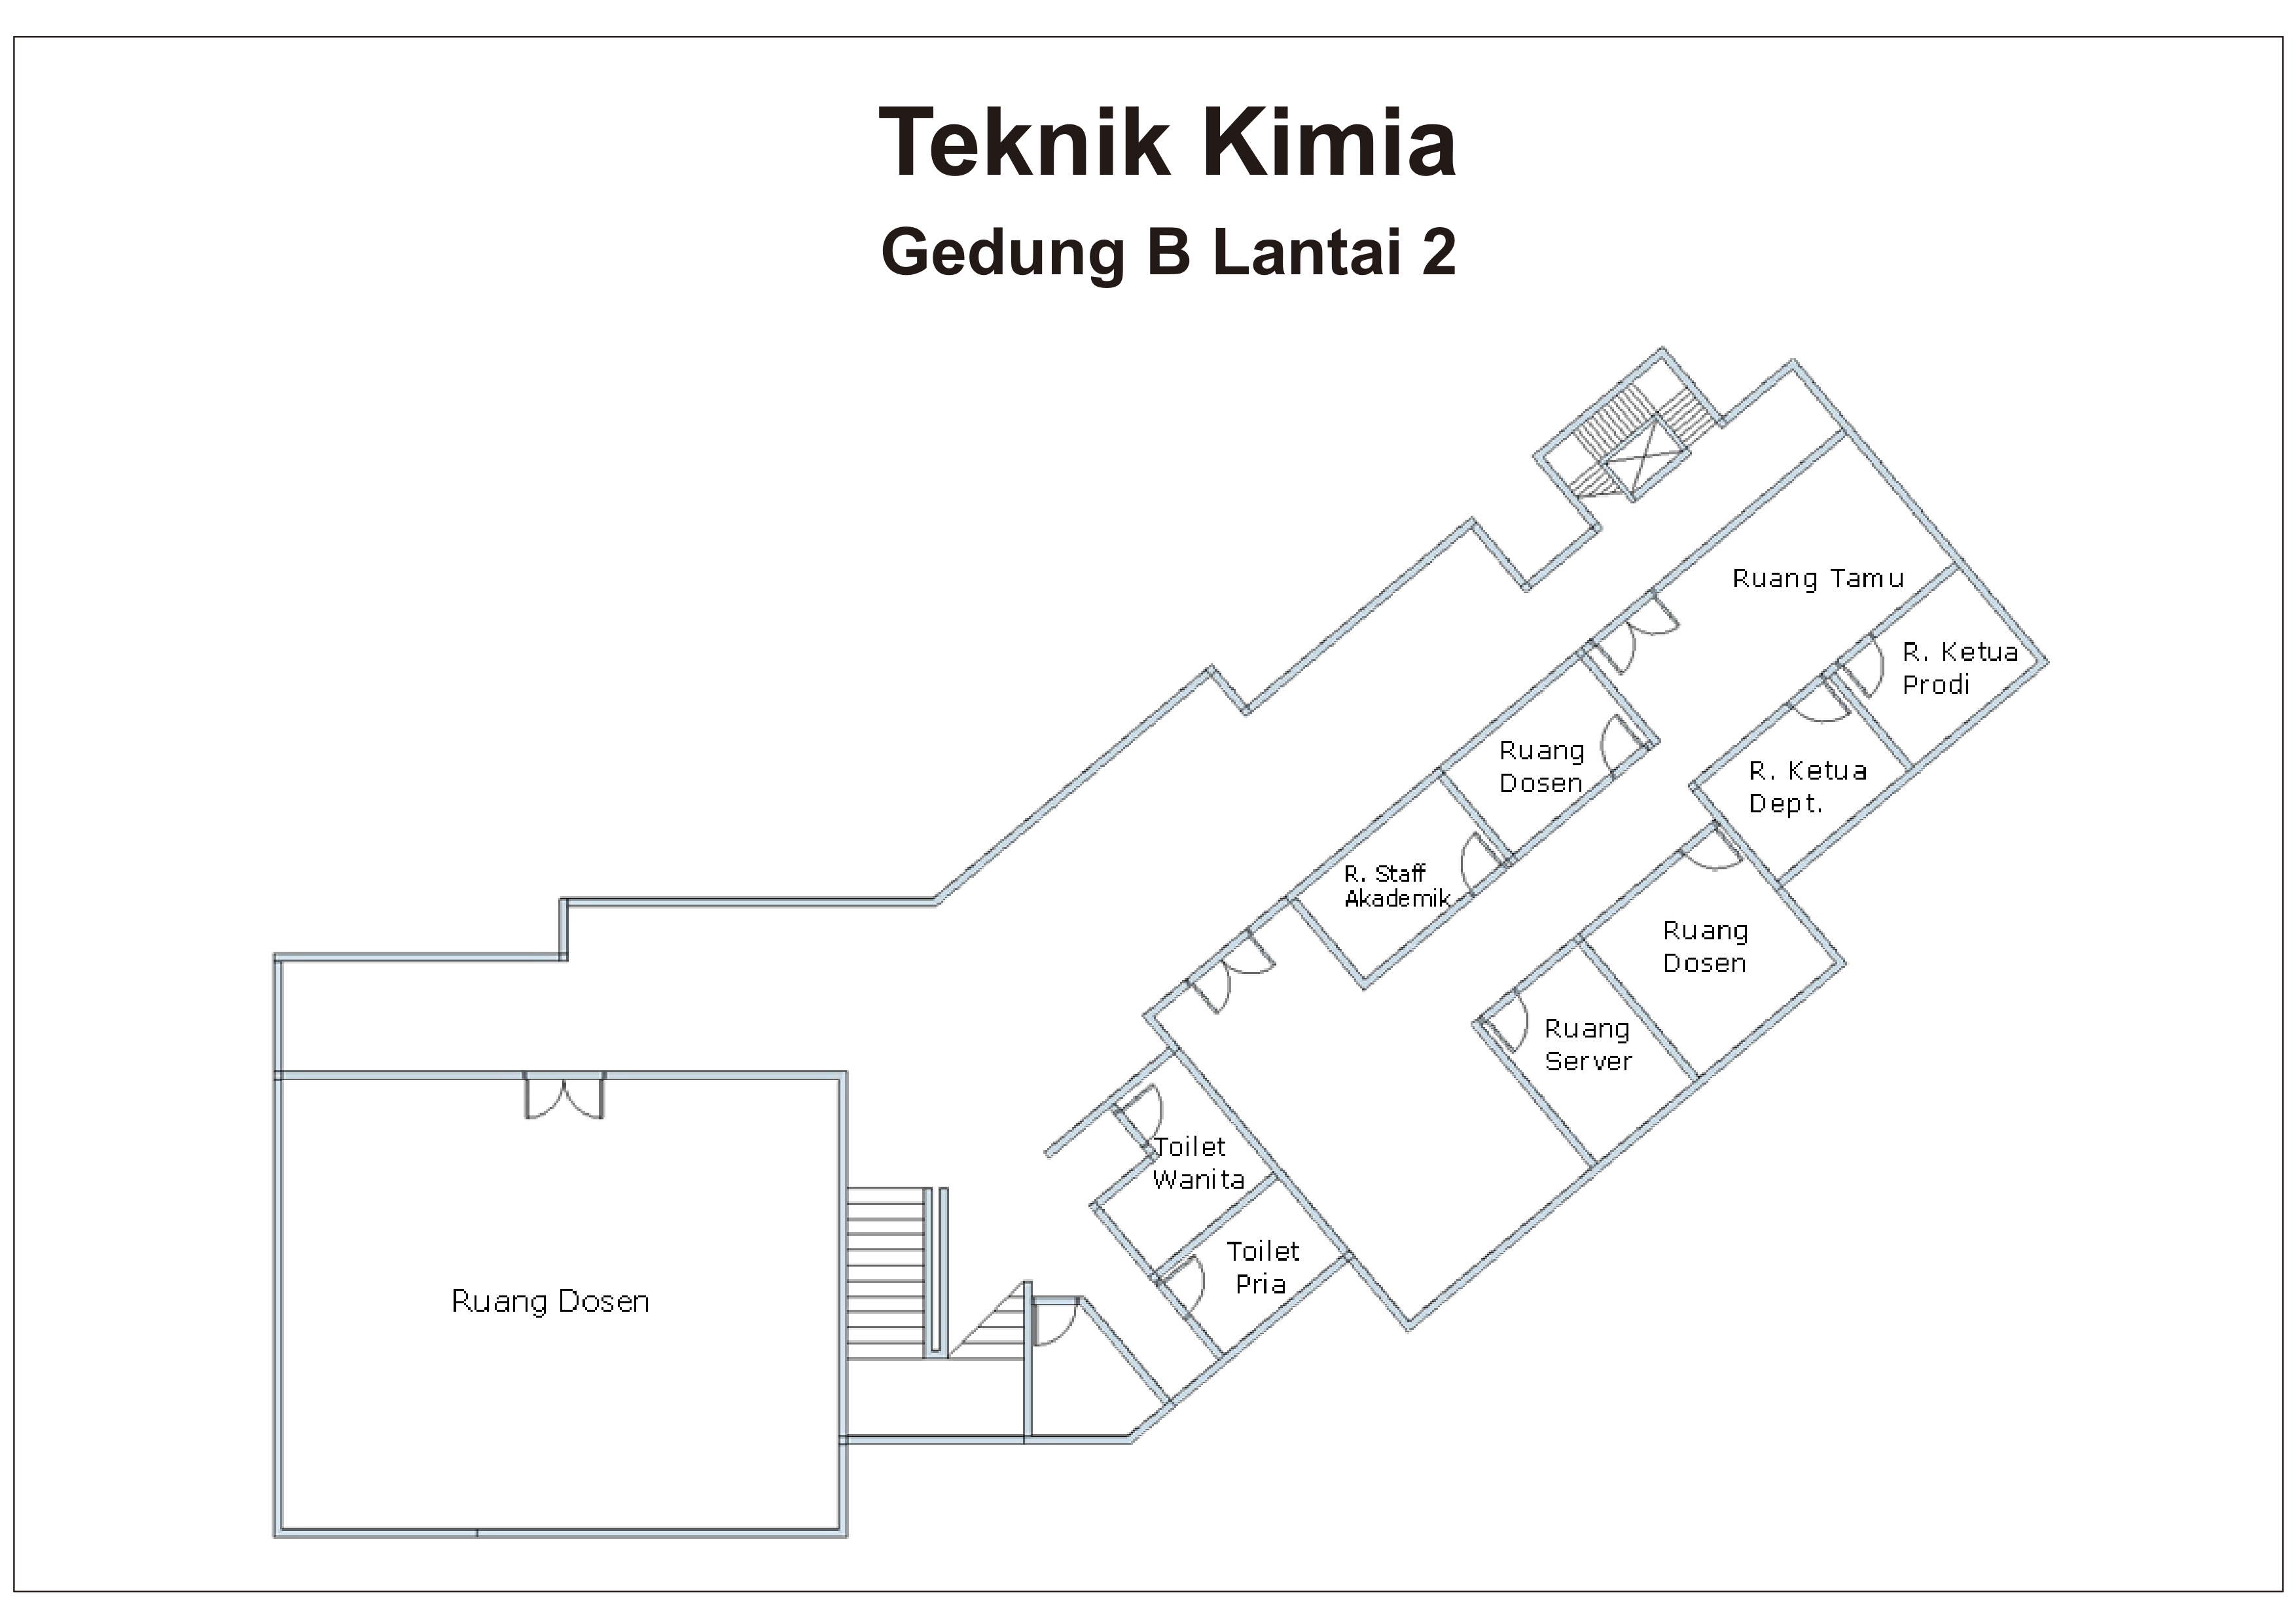 Teknik Kimia
Gedung B Lantai 2
Ruang Tamu
R. Ketua
Prodi
Ruang
Dosen
R. Ketua
Dept.
R. Staff
Akademik
Ruang
Dosen
Ruang
Server
Toilet
Wanita
Toilet
Pria
Ruang Dosen